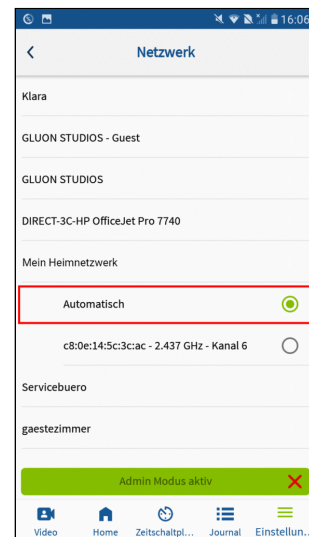 16:06
Netzwerk
Klara
GLUON STUDIOS - Guest
GLUON STUDIOS
DIRECT-3C-HP OfficeJet Pro 7740
Mein Heimnetzwerk
Automatisch
c8:0e:14:5c:3c:ac - 2.437 GHz - Kanal 6
Servicebuero
gaestezimmer
Admin Modus aktiv
Video Home Zeitschaltpl... Journal Einstellun...